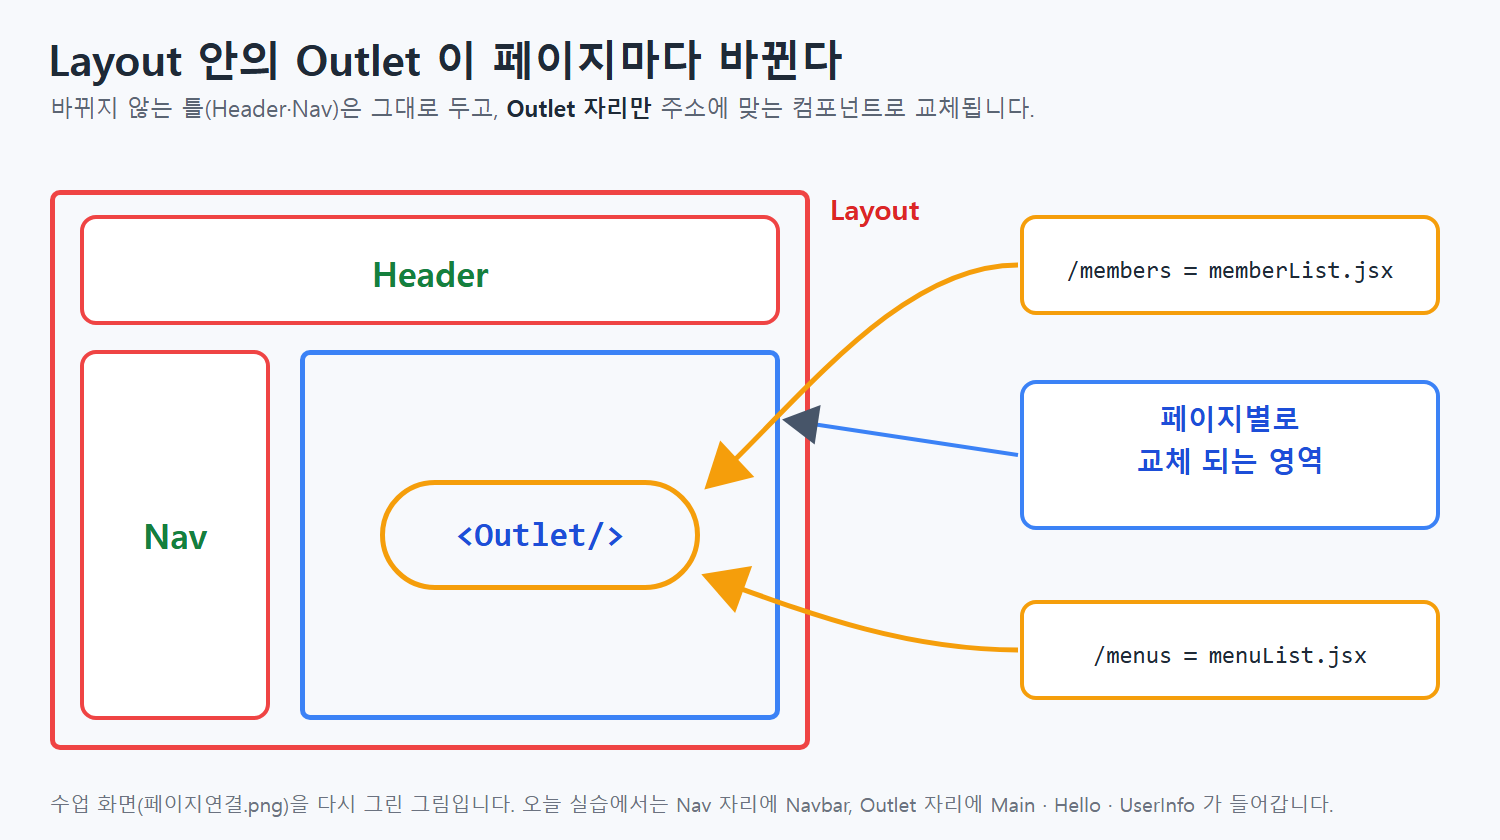 Layout 안의 Outlet 이 페이지마다 바뀐다
바뀌지 않는 틀(Header·Nav)은 그대로 두고, Outlet 자리만 주소에 맞는 컴포넌트로 교체됩니다.
Layout
Header
/members = memberList.jsx
페이지별로
교체 되는 영역
Nav
<Outlet/>
/menus = menuList.jsx
수업 화면(페이지연결.png)을 다시 그린 그림입니다. 오늘 실습에서는 Nav 자리에 Navbar, Outlet 자리에 Main · Hello · UserInfo 가 들어갑니다.